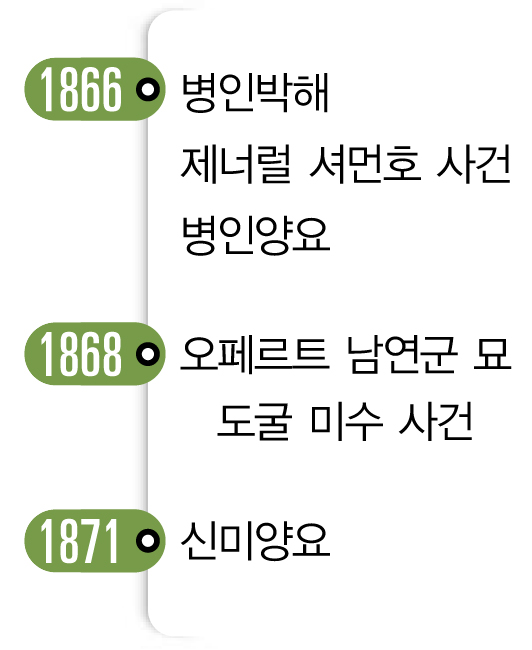 1866 병인박해
제너럴 셔먼호 사건
병인양요
1868 오페르트 남연군 묘
도굴 미수 사건
1871 신미양요